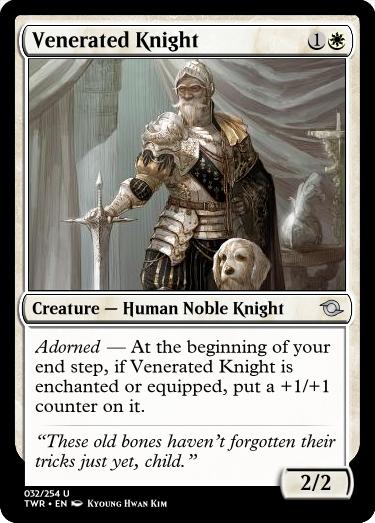 Venerated Knight 1
Creature — Human Noble Knight
Adorned — At the beginning of your
end step, if Venerated Knight is
enchanted or equipped, put a +1/+1
counter on it.
“These old bones haven’t forgotten their
tricks just yet, child.”
2/2
032/254 U
TWR • EN Kyoung Hwan Kim